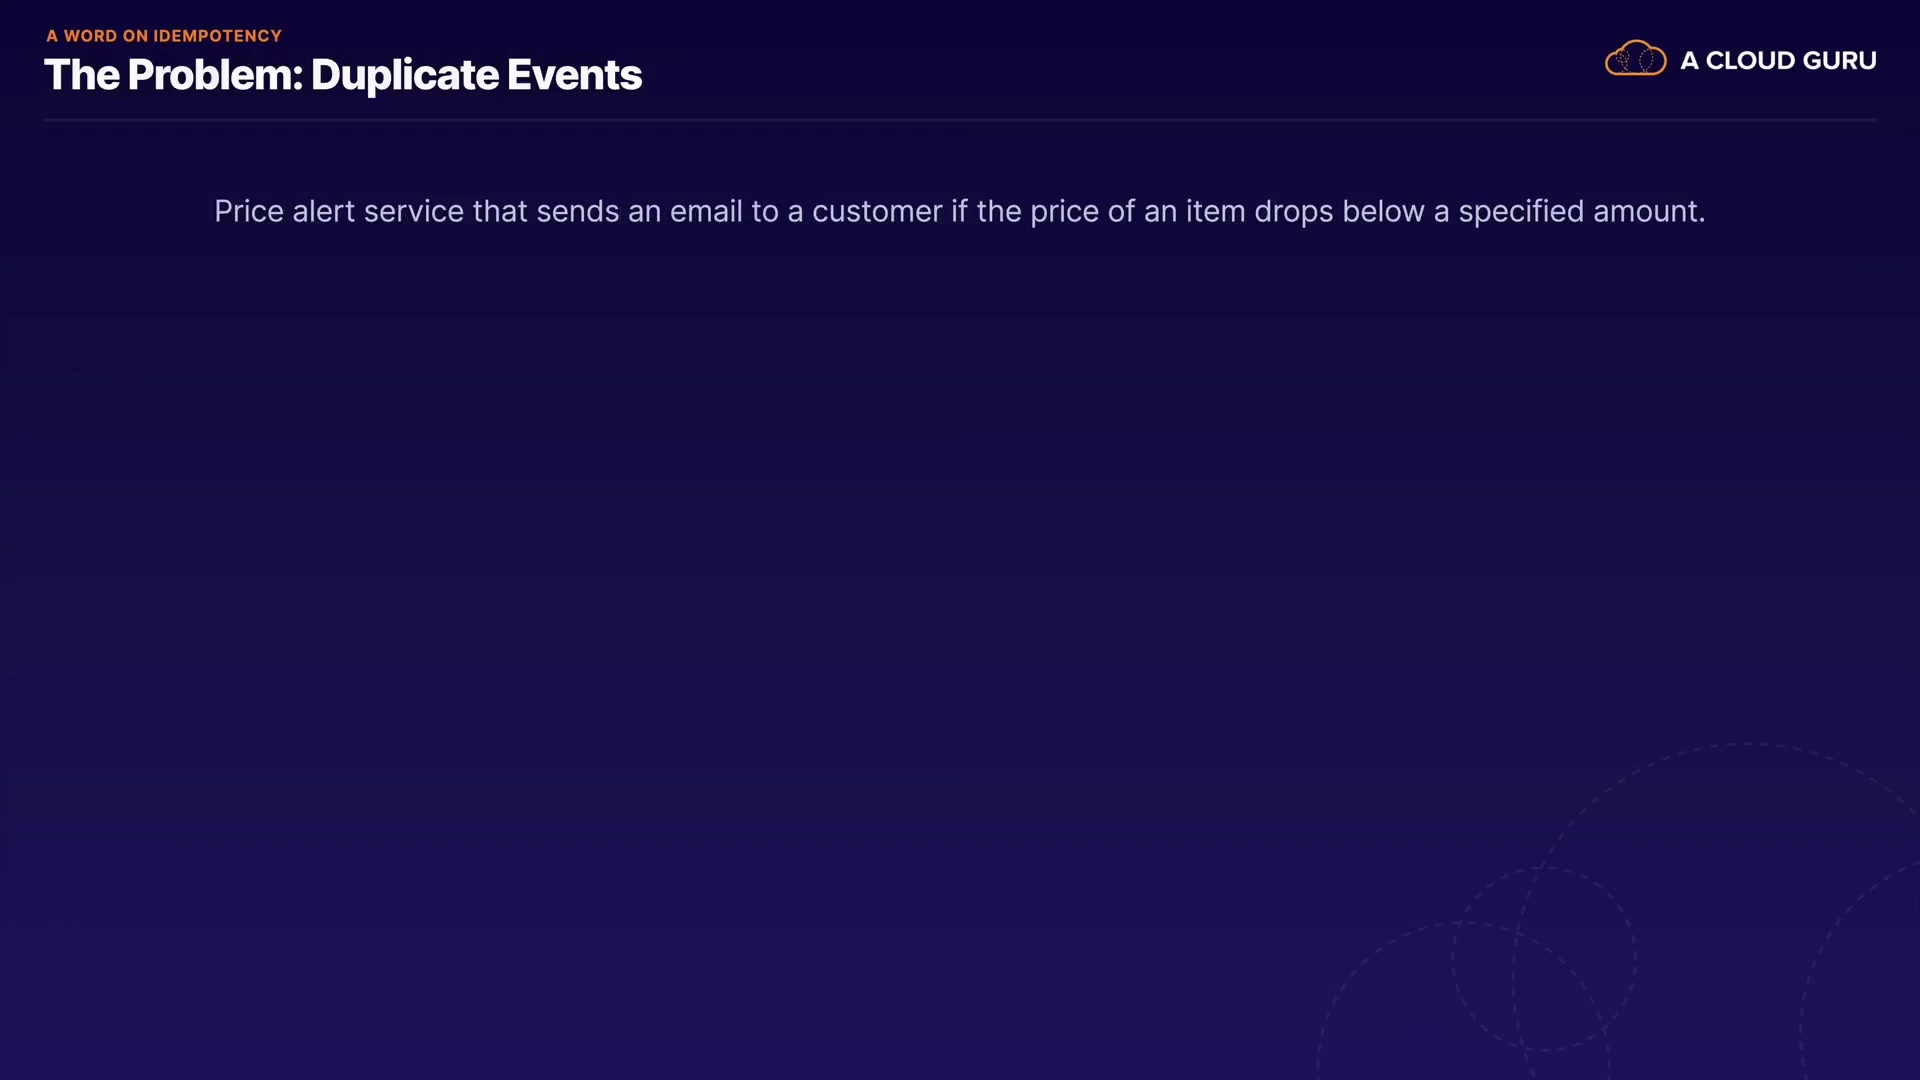 A WORD ON IDEMPOTENCY
The Problem: Duplicate Events
A CLOUD GURU
Price alert service that sends an email to a customer if the price of an item drops below a specified amount.